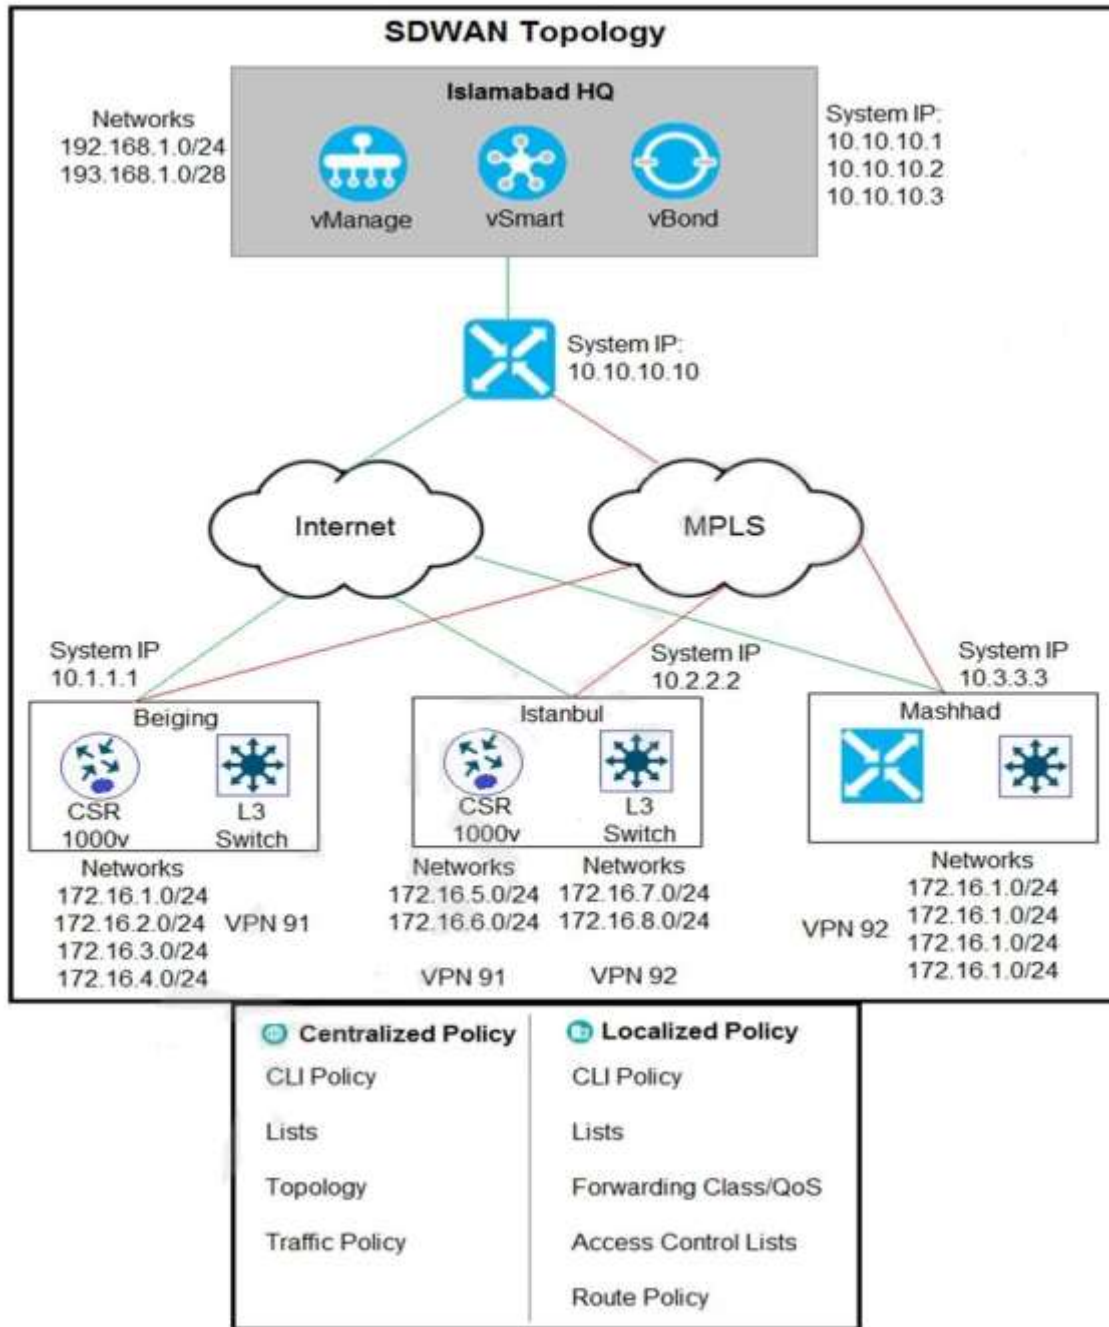 SDWAN Topology
Islamabad HQ
Networks
192.168.1.0/24
193.168.1.0/28
vManage
vSmart
vBond
System IP:
10.10.10.1
10.10.10.2
10.10.10.3
System IP:
10.10.10.10
Internet
MPLS
System IP
10.1.1.1
System IP
10.2.2.2
System IP
10.3.3.3
Beiging
CSR
1000v
L3
Switch
Istanbul
CSR
1000v
L3
Switch
Mashhad
Networks
172.16.1.0/24
172.16.2.0/24
172.16.3.0/24
172.16.4.0/24
VPN 91
Networks
172.16.5.0/24
172.16.6.0/24
VPN 91
Networks
172.16.7.0/24
172.16.8.0/24
VPN 92
VPN 92
Networks
172.16.1.0/24
172.16.1.0/24
172.16.1.0/24
172.16.1.0/24
Centralized Policy
CLI Policy
Lists
Topology
Traffic Policy
Localized Policy
CLI Policy
Lists
Forwarding Class/QoS
Access Control Lists
Route Policy